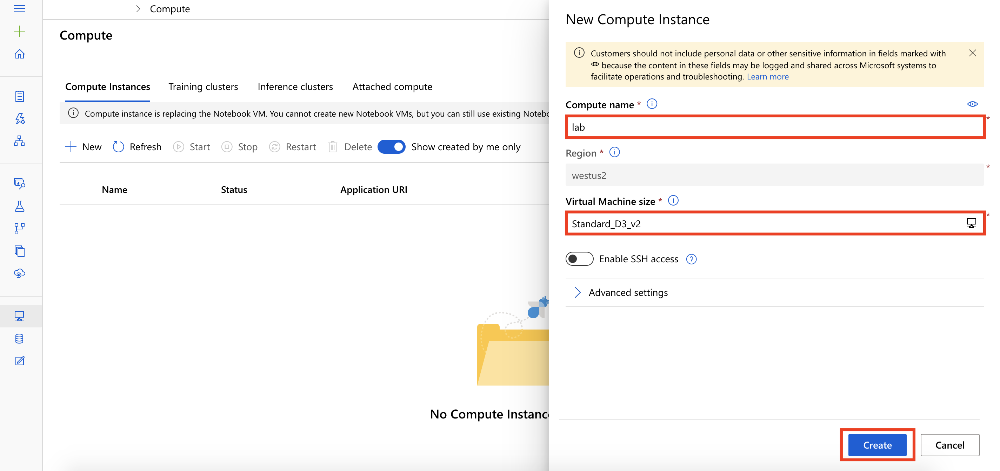 Compute
Compute
Compute Instances
Training clusters
Inference clusters
Attached compute
Compute instance is replacing the Notebook VM. You cannot create new Notebook VMs, but you can still use existing
New
Refresh
Start
Stop
Restart
Delete
Show created by me only
Name
Status
Application URI
No Compute
New Compute Instance
Customers should not include personal data or other sensitive information in fields marked with
because the content in these fields may be logged and shared across Microsoft systems to
facilitate operations and troubleshooting. Learn more
Compute name *
lab
*
Region *
westus2
*
Virtual Machine size *
Standard_D3_v2
*
Enable SSH access
Advanced settings
Create
Cancel